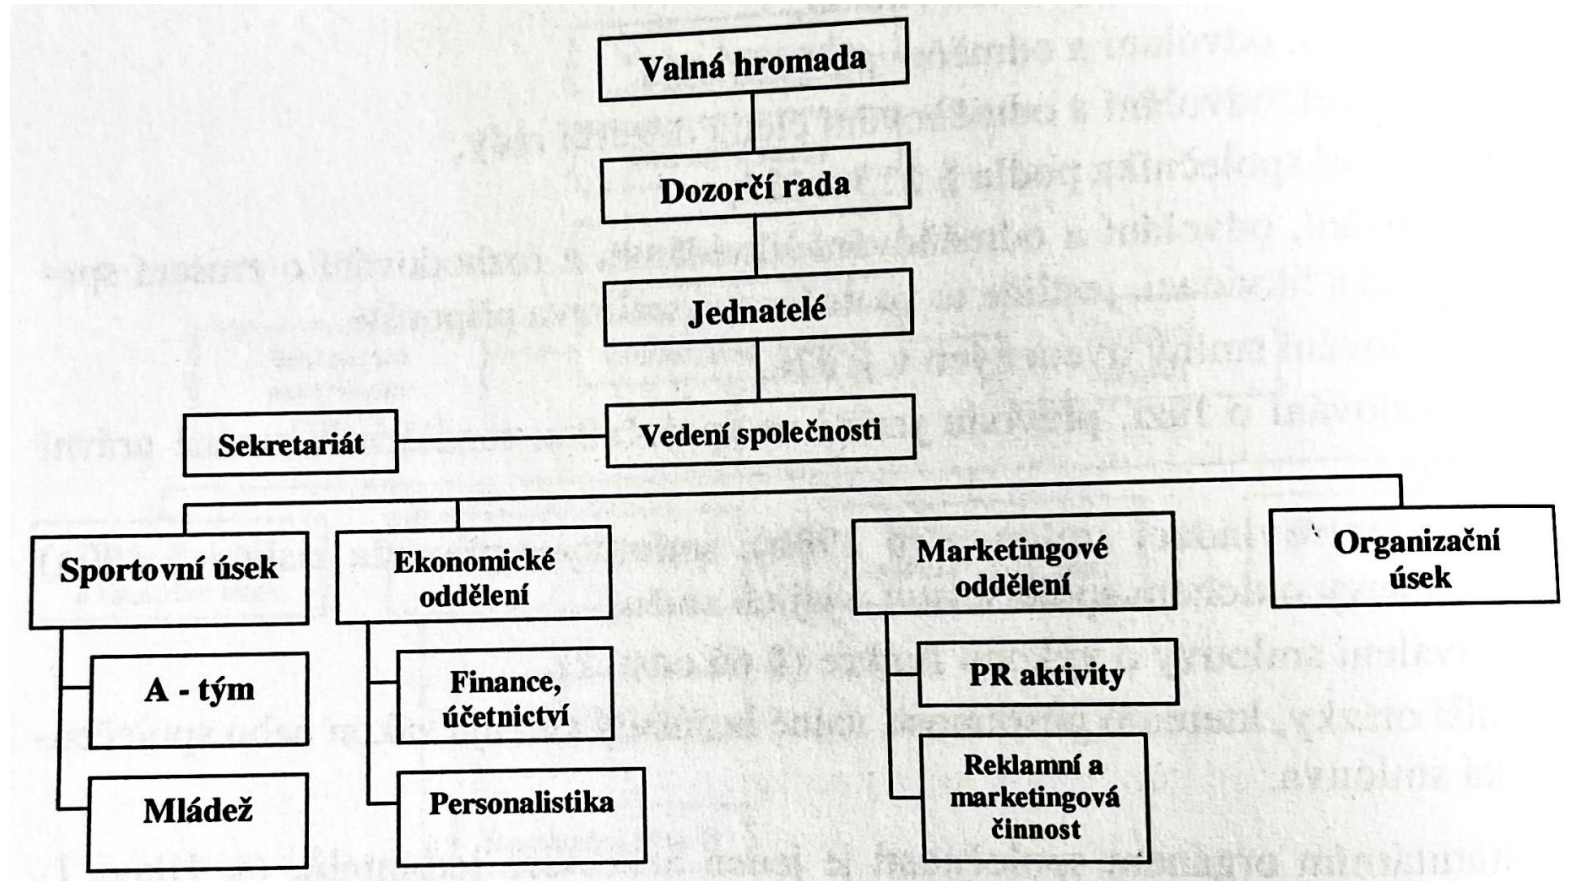 Valná hromada
Dozorčí rada
Jednatelé
Sekretariát
Vedení společnosti
Sportovní úsek
Ekonomické
oddělení
Marketingové
oddělení
Organizační
úsek
A - tým
Finance,
účetnictví
PR aktivity
Mládež
Personalistika
Reklamní a
marketingová
činnost